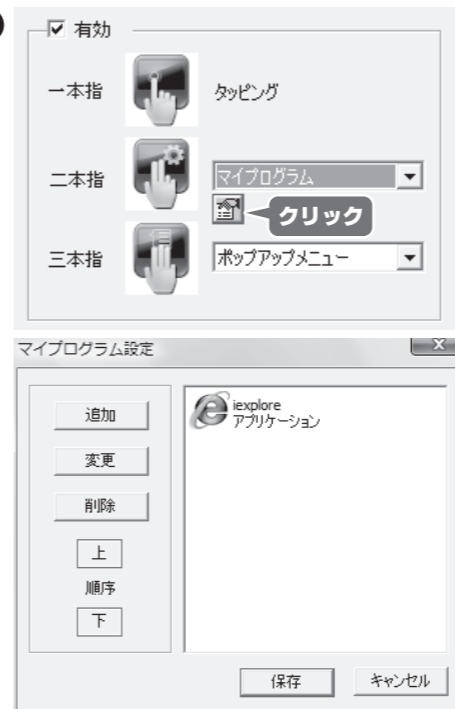 有効
一本指
タッピング
二本指
マイプログラム
クリック
三本指
ポップアップメニュー
マイプログラム設定
X
追加
iexplore
アプリケーション
変更
削除
上
順序
下
保存
キャンセル